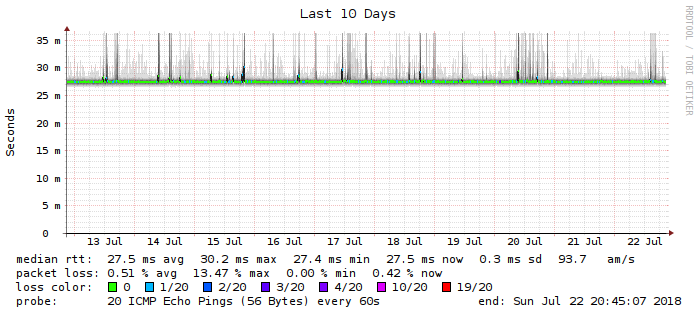 Last 10 Days
RRDTOOL / TOBI OETIKER
Seconds
35 m
30 m
25 m
20 m
15 m
10 m
5 m
0
13 Jul 14 Jul 15 Jul 16 Jul 17 Jul 18 Jul 19 Jul 20 Jul 21 Jul 22 Jul
median rtt: 27.5 ms avg 30.2 ms max 27.4 ms min 27.5 ms now 0.3 ms sd 93.7 am/s
packet loss: 0.51 % avg 13.47 % max 0.00 % min 0.42 % now
loss color: 0 1/20 2/20 3/20 4/20 10/20 19/20
probe: 20 ICMP Echo Pings (56 Bytes) every 60s end: Sun Jul 22 20:45:07 2018